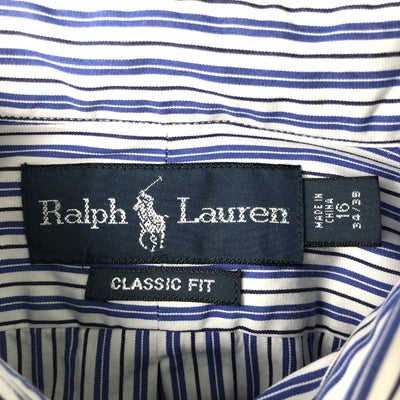 Ralph Lauren
CLASSIC FIT
MADE IN
CHINA
16
34/35